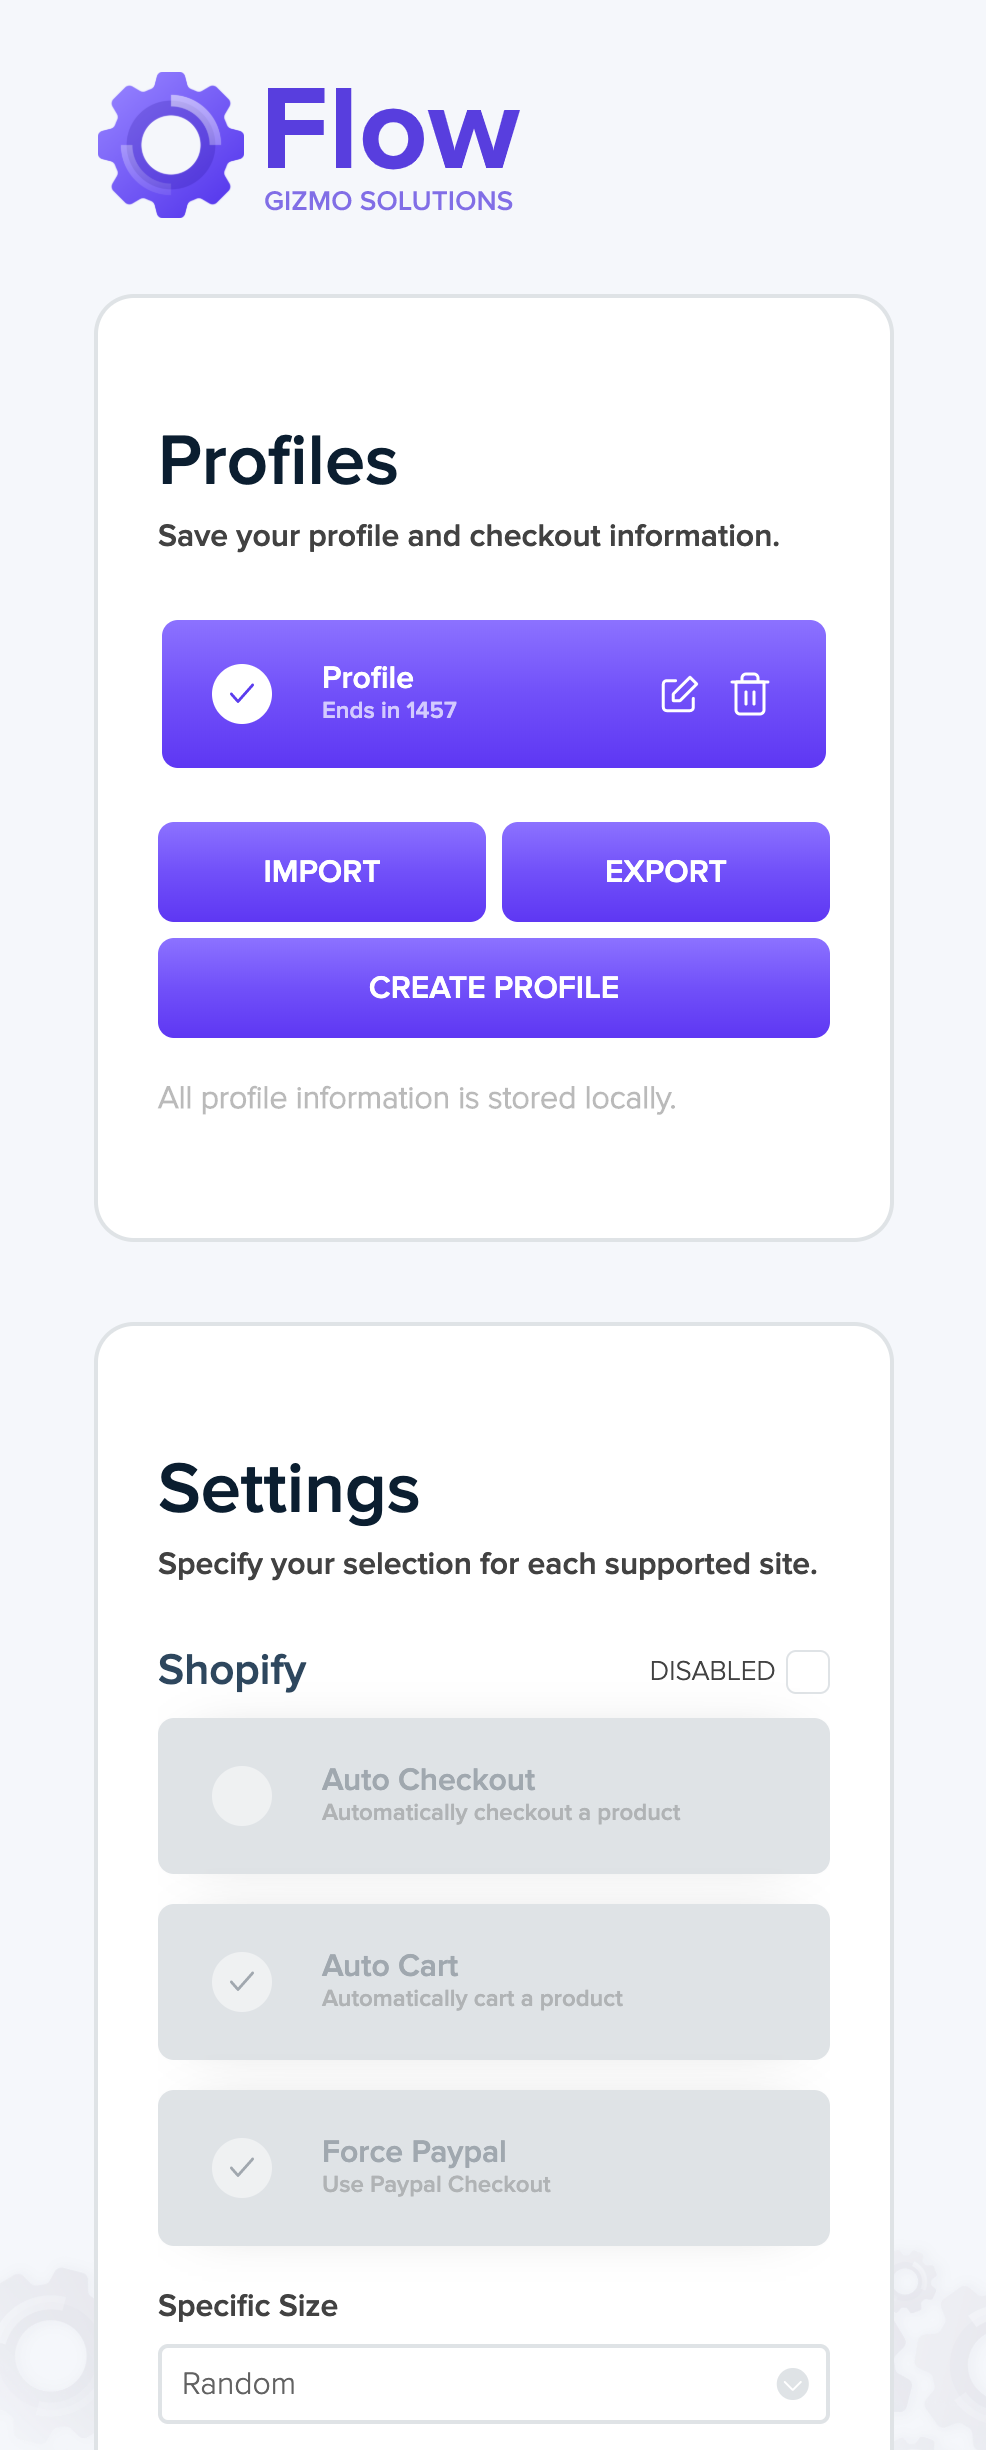 Flow
GIZMO SOLUTIONS
Profiles
Save your profile and checkout information.
Profile
Ends in 1457
IMPORT
EXPORT
CREATE PROFILE
All profile information is stored locally.
Settings
Specify your selection for each supported site.
Shopify
DISABLED
Auto Checkout
Automatically checkout a product
Auto Cart
Automatically cart a product
Force Paypal
Use Paypal Checkout
Specific Size
Random